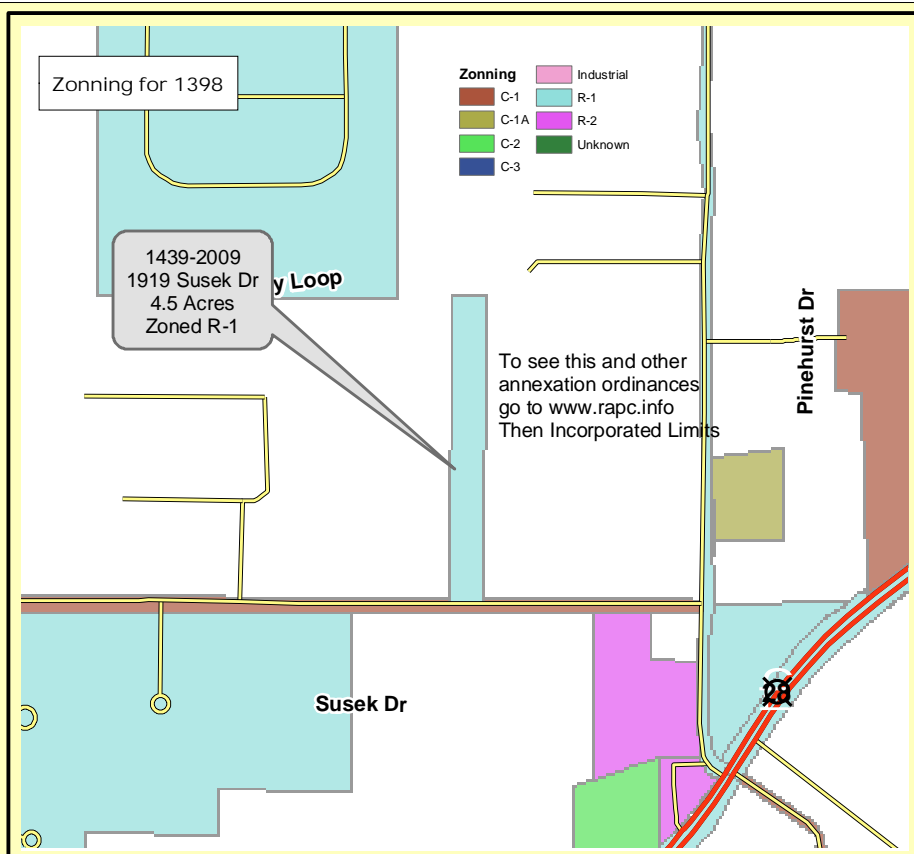 Zonning for 1398
Zonning
C-1
C-1A
C-2
C-3
Industrial
R-1
R-2
Unknown
1439-2009
1919 Susek Dr
4.5 Acres
Zoned R-1
y Loop
To see this and other
annexation ordinances
go to www.rapc.info
Then Incorporated Limits
Pinehurst Dr
Susek Dr
28